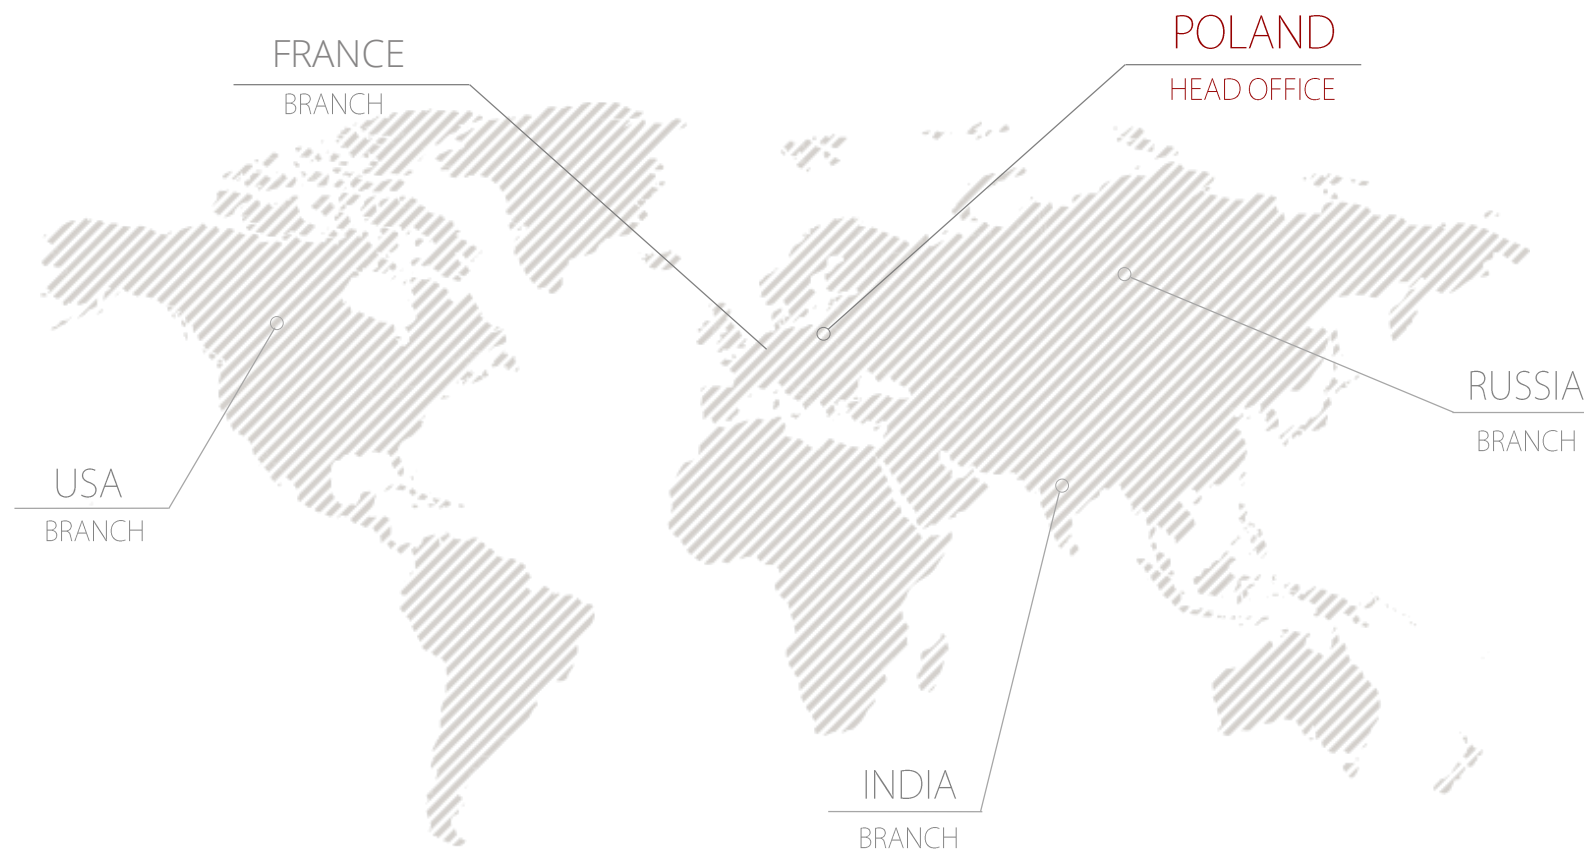 POLAND
HEAD OFFICE
FRANCE
BRANCH
RUSSIA
BRANCH
USA
BRANCH
INDIA
BRANCH